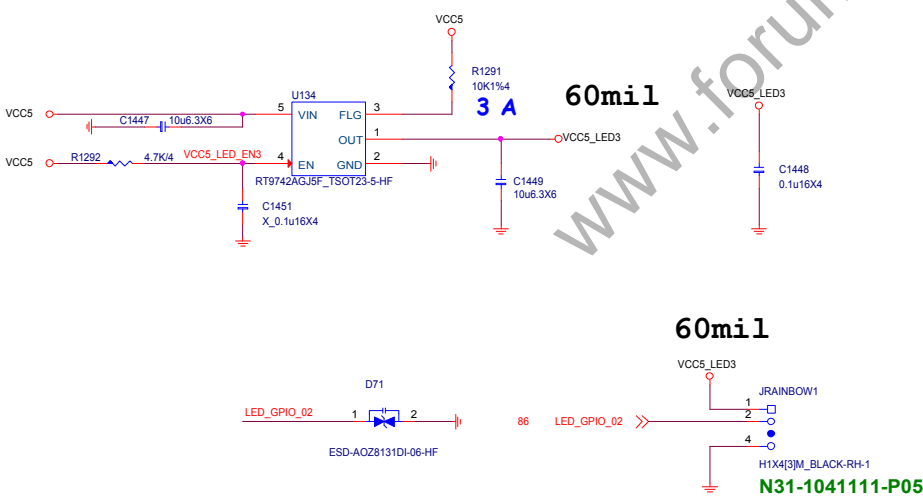 VCC5
U134
R1291
10K1%4
3 A
60mil
VCC5_LED3
VCC5
C1447
10u6.3X6
5
VIN
FLG
3
OUT
1
VCC5_LED3
VCC5
R1292
4.7K/4
VCC5_LED_EN3
4
EN
GND
2
RT9742AGJ5F_TSOT23-5-HF
C1451
X_0.1u16X4
C1449
10u6.3X6
C1448
0.1u16X4
www.forum
60mil
VCC5_LED3
D71
JRAINBOW1
LED_GPIO_02
1
2
86
LED_GPIO_02
1
2
4
ESD-AOZ8131DI-06-HF
H1X4[3]M_BLACK-RH-1
N31-1041111-P05